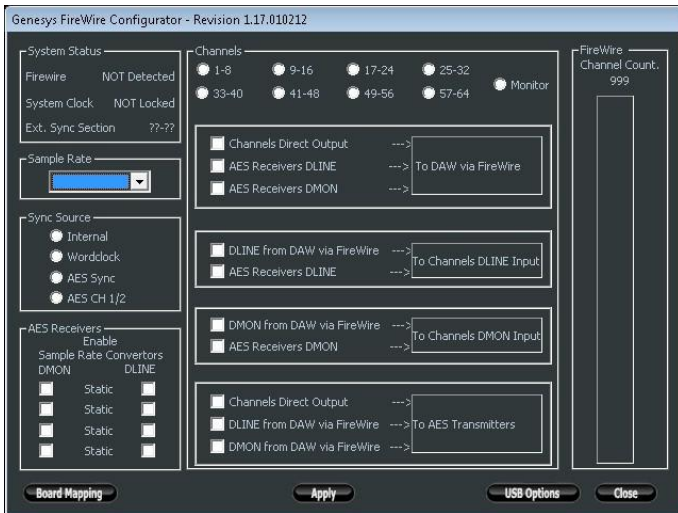 Genesys FireWire Configurator - Revision 1.17.010212
System Status
Firewire NOT Detected
System Clock NOT Locked
Ext. Sync Section ??-??
Sample Rate
Sync Source
Internal
Wordclock
AES Sync
AES CH 1/2
AES Receivers
Enable
Sample Rate Convertors
DMON DLINE
Static
Static
Static
Static
Channels
1-8 9-16 17-24 25-32
Monitor
33-40 41-48 49-56 57-64
Channels Direct Output --->
AES Receivers DLINE ---> To DAW via FireWire
AES Receivers DMON --->
DLINE from DAW via FireWire --->
To Channels DLINE Input
AES Receivers DLINE --->
DMON from DAW via FireWire --->
To Channels DMON Input
AES Receivers DMON --->
Channels Direct Output --->
DLINE from DAW via FireWire ---> To AES Transmitters
DMON from DAW via FireWire --->
FireWire
Channel Count.
999
Board Mapping Apply USB Options Close